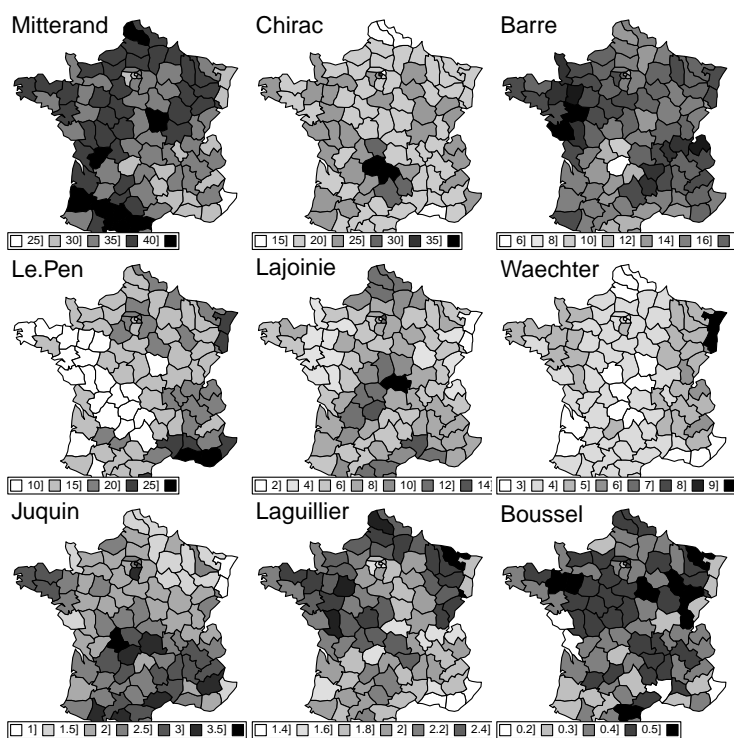 Mitterand
Chirac
Barre
25] 30] 35] 40]
15] 20] 25] 30] 35]
6] 8] 10] 12] 14] 16]
Le.Pen
Lajoinie
Waechter
10] 15] 20] 25]
2] 4] 6] 8] 10] 12] 14]
3] 4] 5] 6] 7] 8] 9]
Juquin
Laguillier
Boussel
1] 1.5] 2] 2.5] 3] 3.5]
1.4] 1.6] 1.8] 2] 2.2] 2.4]
0.2] 0.3] 0.4] 0.5]